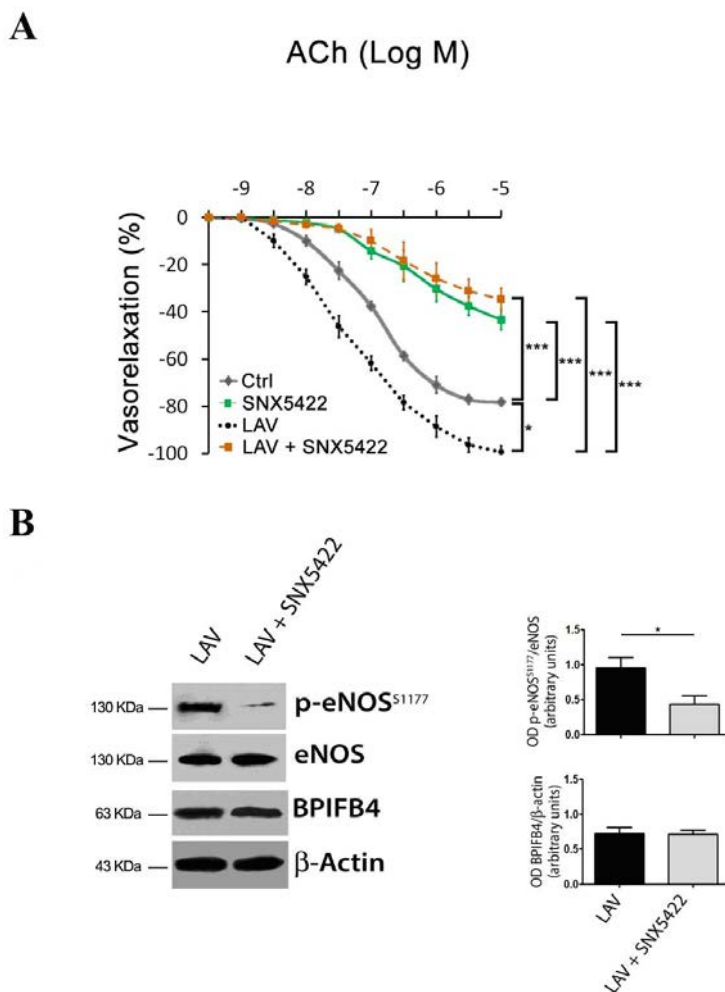 A
ACh (Log M)
-9 -8 -7 -6 -5
Vasorelaxation (%)
0
-20
-40
-60
-80
-100
Ctrl
SNX5422
LAV
LAV + SNX5422
***
***
***
***
*
B
LAV
LAV + SNX5422
130 KDa
p-eNOS^S1177
130 KDa
eNOS
63 KDa
BPIFB4
43 KDa
β-Actin
OD p-eNOS^S1177/eNOS
(arbitrary units)
1.5
1.0
0.5
0.0
*
OD BPIFB4/β-actin
(arbitrary units)
1.5
1.0
0.5
0.0
LAV
LAV + SNX5422